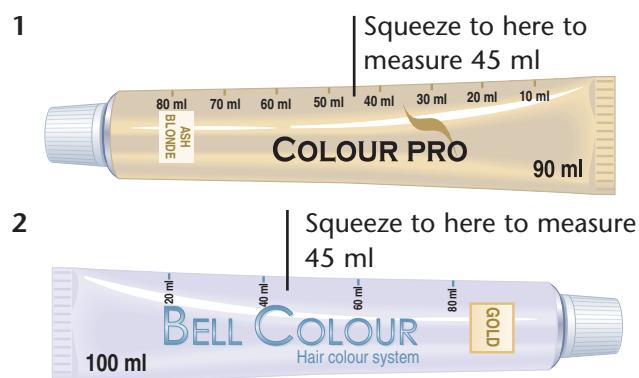 1
Squeeze to here to
measure 45 ml
80 ml 70 ml 60 ml 50 ml 40 ml 30 ml 20 ml 10 ml
ASH
BLONDE
COLOUR PRO
90 ml
2
Squeeze to here to measure
45 ml
20 ml 40 ml 60 ml 80 ml
BELL COLOUR
Hair colour system
GOLD
100 ml